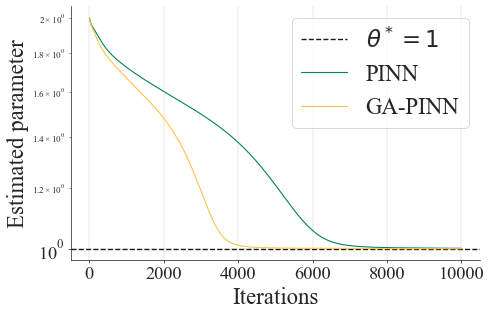 2 × 10⁰
1.8 × 10⁰
1.6 × 10⁰
1.4 × 10⁰
1.2 × 10⁰
10⁰
Estimated parameter
θ* = 1
PINN
GA-PINN
0 2000 4000 6000 8000 10000
Iterations